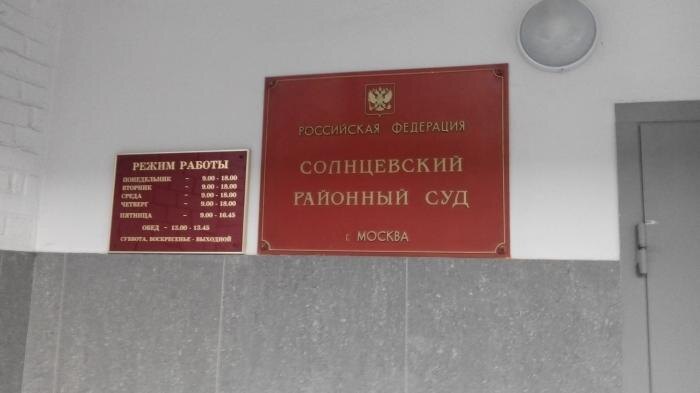 РЕЖИМ РАБОТЫ
ПОНЕДЕЛЬНИК - 9.00 - 18.00
ВТОРНИК - 9.00 - 18.00
СРЕДА - 9.00 - 18.00
ЧЕТВЕРГ - 9.00 - 18.00
ПЯТНИЦА - 9.00 - 16.45
ОБЕД - 13.00 - 13.45
СУББОТА, ВОСКРЕСЕНЬЕ - ВЫХОДНОЙ
РОССИЙСКАЯ ФЕДЕРАЦИЯ
СОЛНЦЕВСКИЙ
РАЙОННЫЙ СУД
Г. МОСКВА